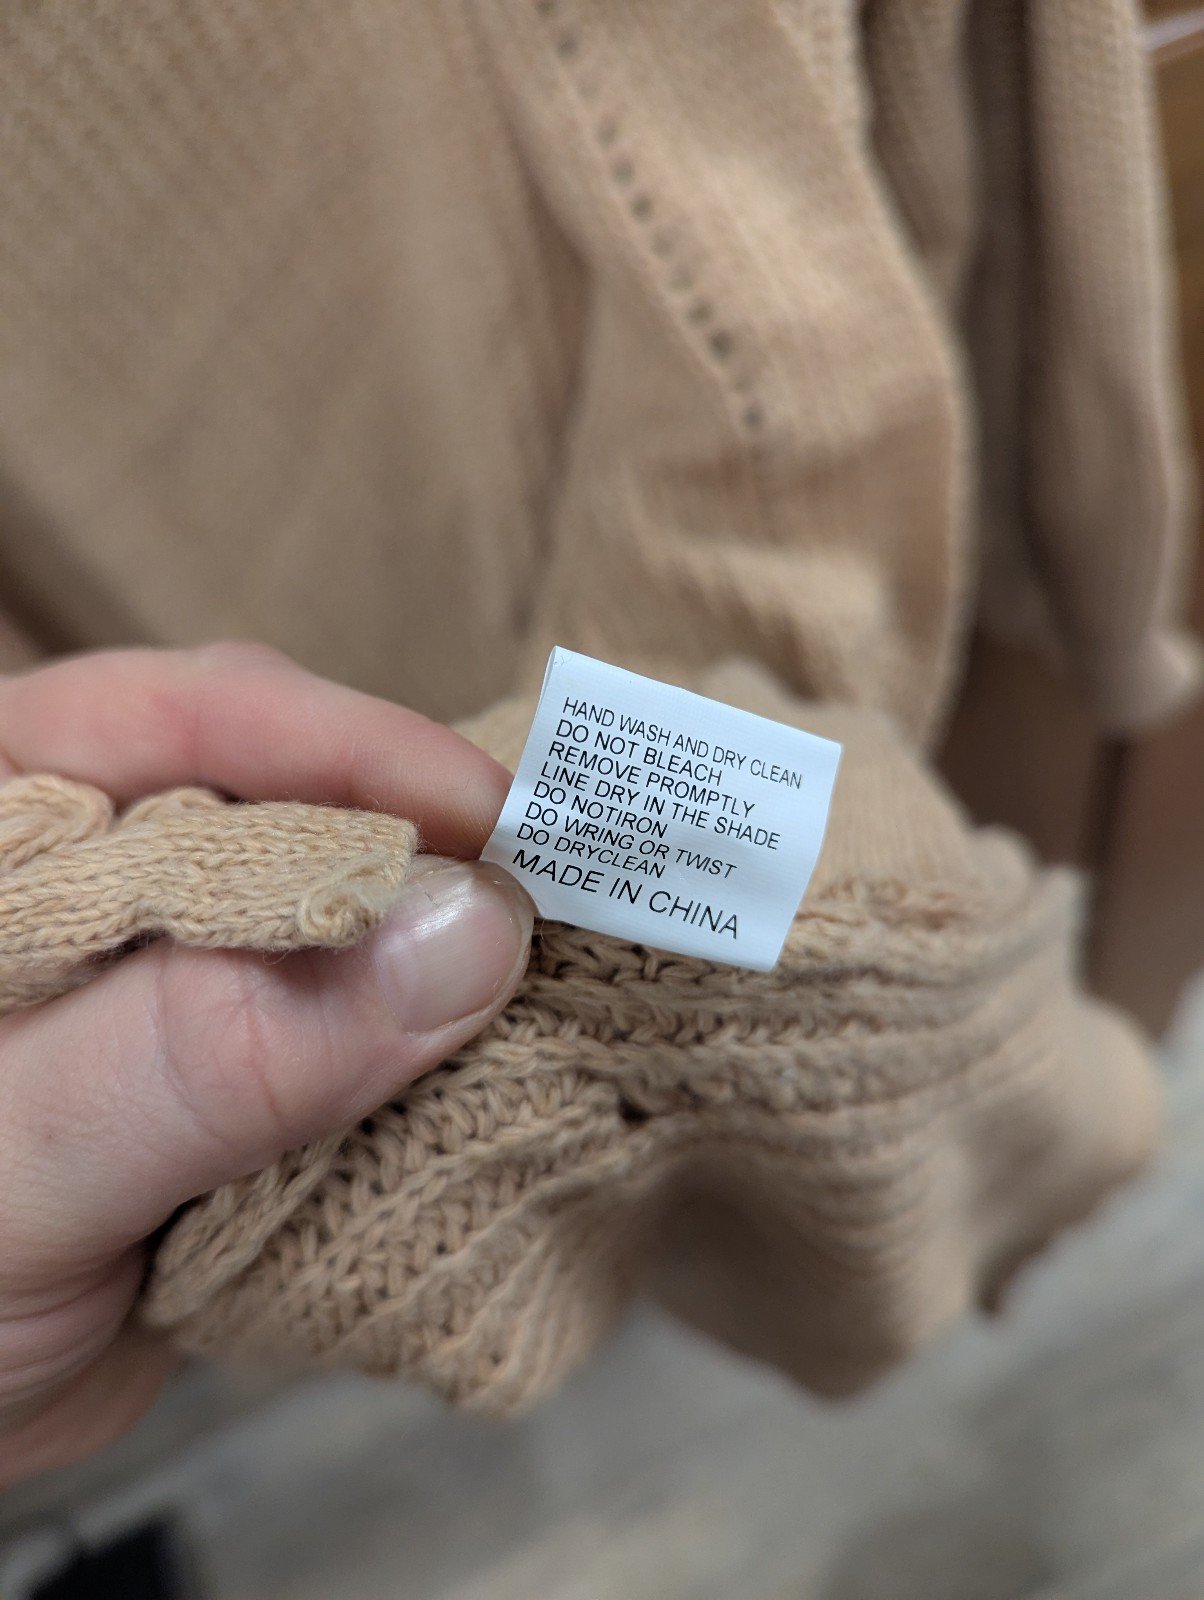 HAND WASH AND DRY CLEAN
DO NOT BLEACH
REMOVE PROMPTLY
LINE DRY IN THE SHADE
DO NOTIRON
DO WRING OR TWIST
DO DRYCLEAN
MADE IN CHINA